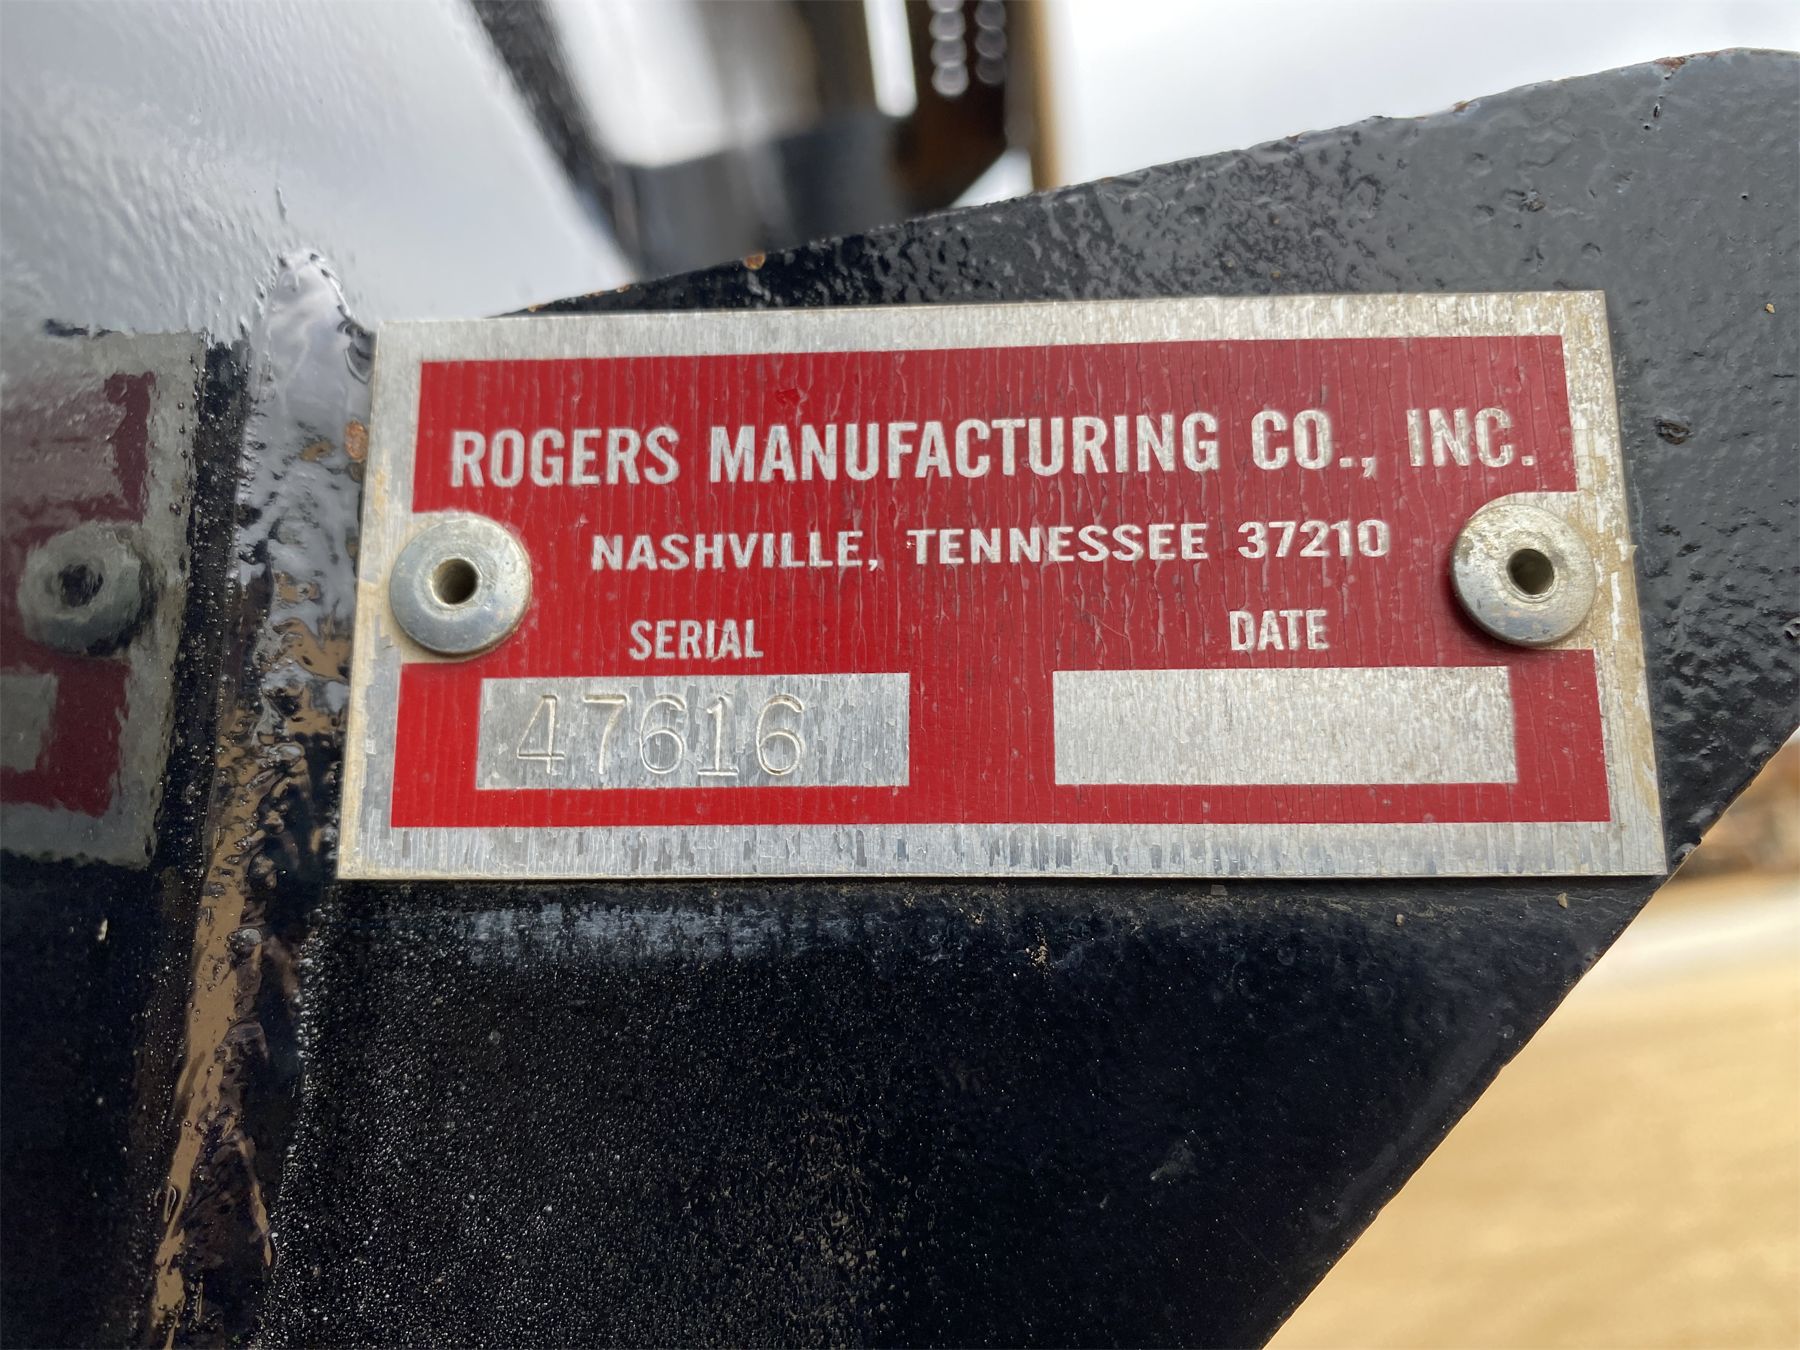 ROGERS MANUFACTURING CO., INC.
NASHVILLE, TENNESSEE 37210
SERIAL DATE
47616